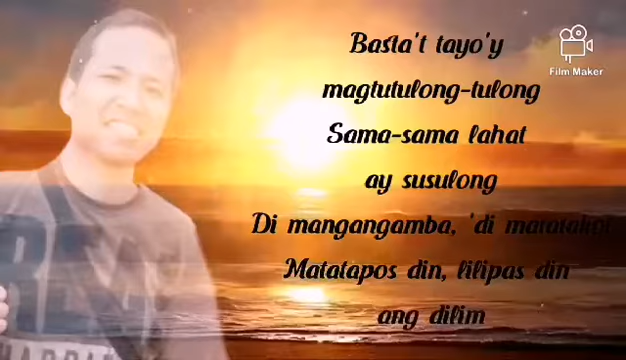 Basta't tayo'y
Film Maker
magtutulong-tulong
Sama-sama lahat
ay susulong
Di mangangamba, 'di matatakot
Matatapos din, lilipas din
ang dilim